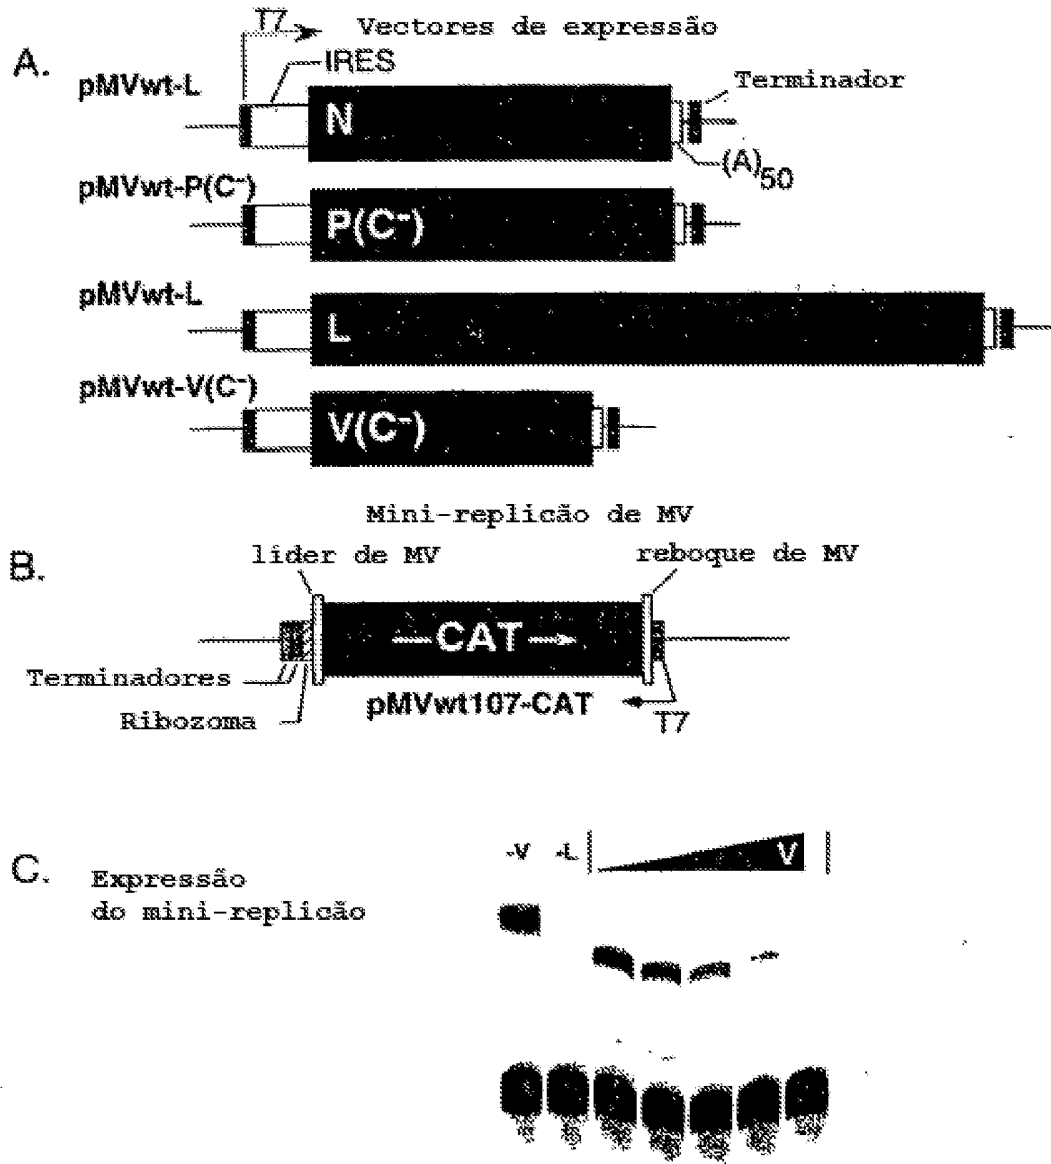 T7
Vectores de expressão
A.
IRES
pMVwt-L
Terminador
N
(A)50
pMVwt-P(C-)
P(C-)
pMVwt-L
L
pMVwt-V(C-)
V(C-)
Mini-replicão de MV
B.
líder de MV
reboque de MV
CAT
Terminadores
pMVwt107-CAT
Ribozoma
T7
-V
-L
V
C.
Expressão
do mini-replicão